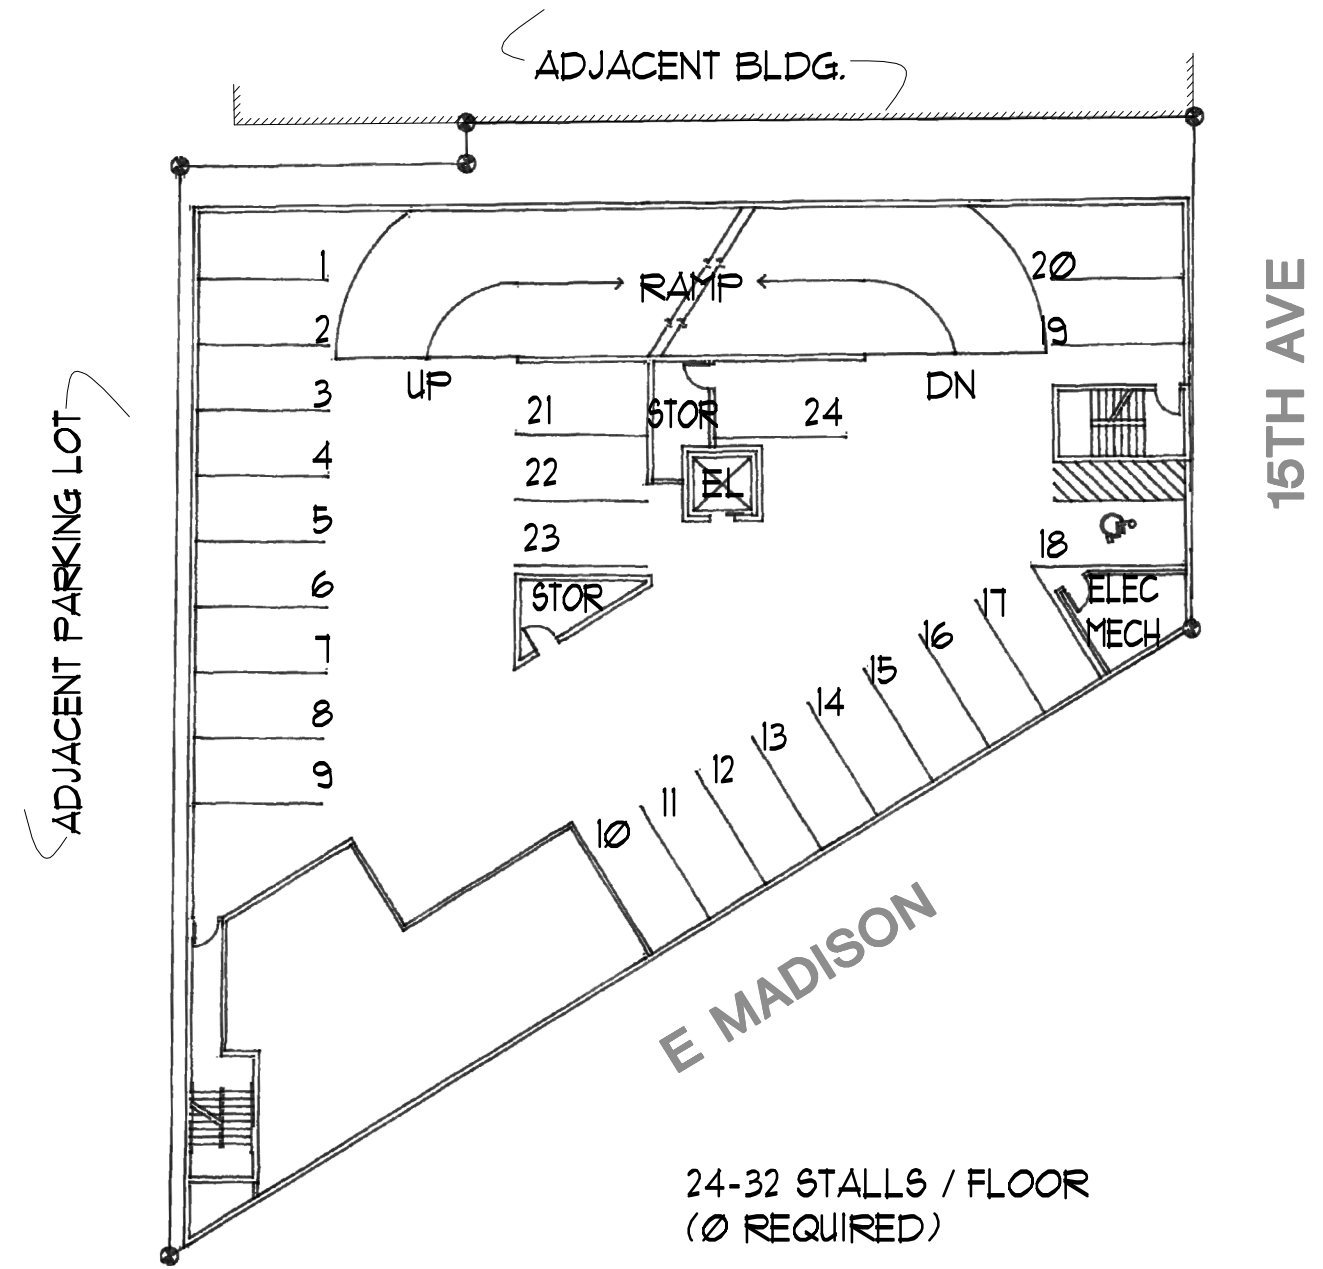 ADJACENT BLDG.
1
20
RAMP
2
19
UP
DN
3
21
STOR
24
4
22
EL
5
23
18
6
STOR
ELEC
MECH
17
7
16
15
8
14
13
9
12
11
10
ADJACENT PARKING LOT
15TH AVE
E MADISON
24-32 STALLS / FLOOR
(Ø REQUIRED)